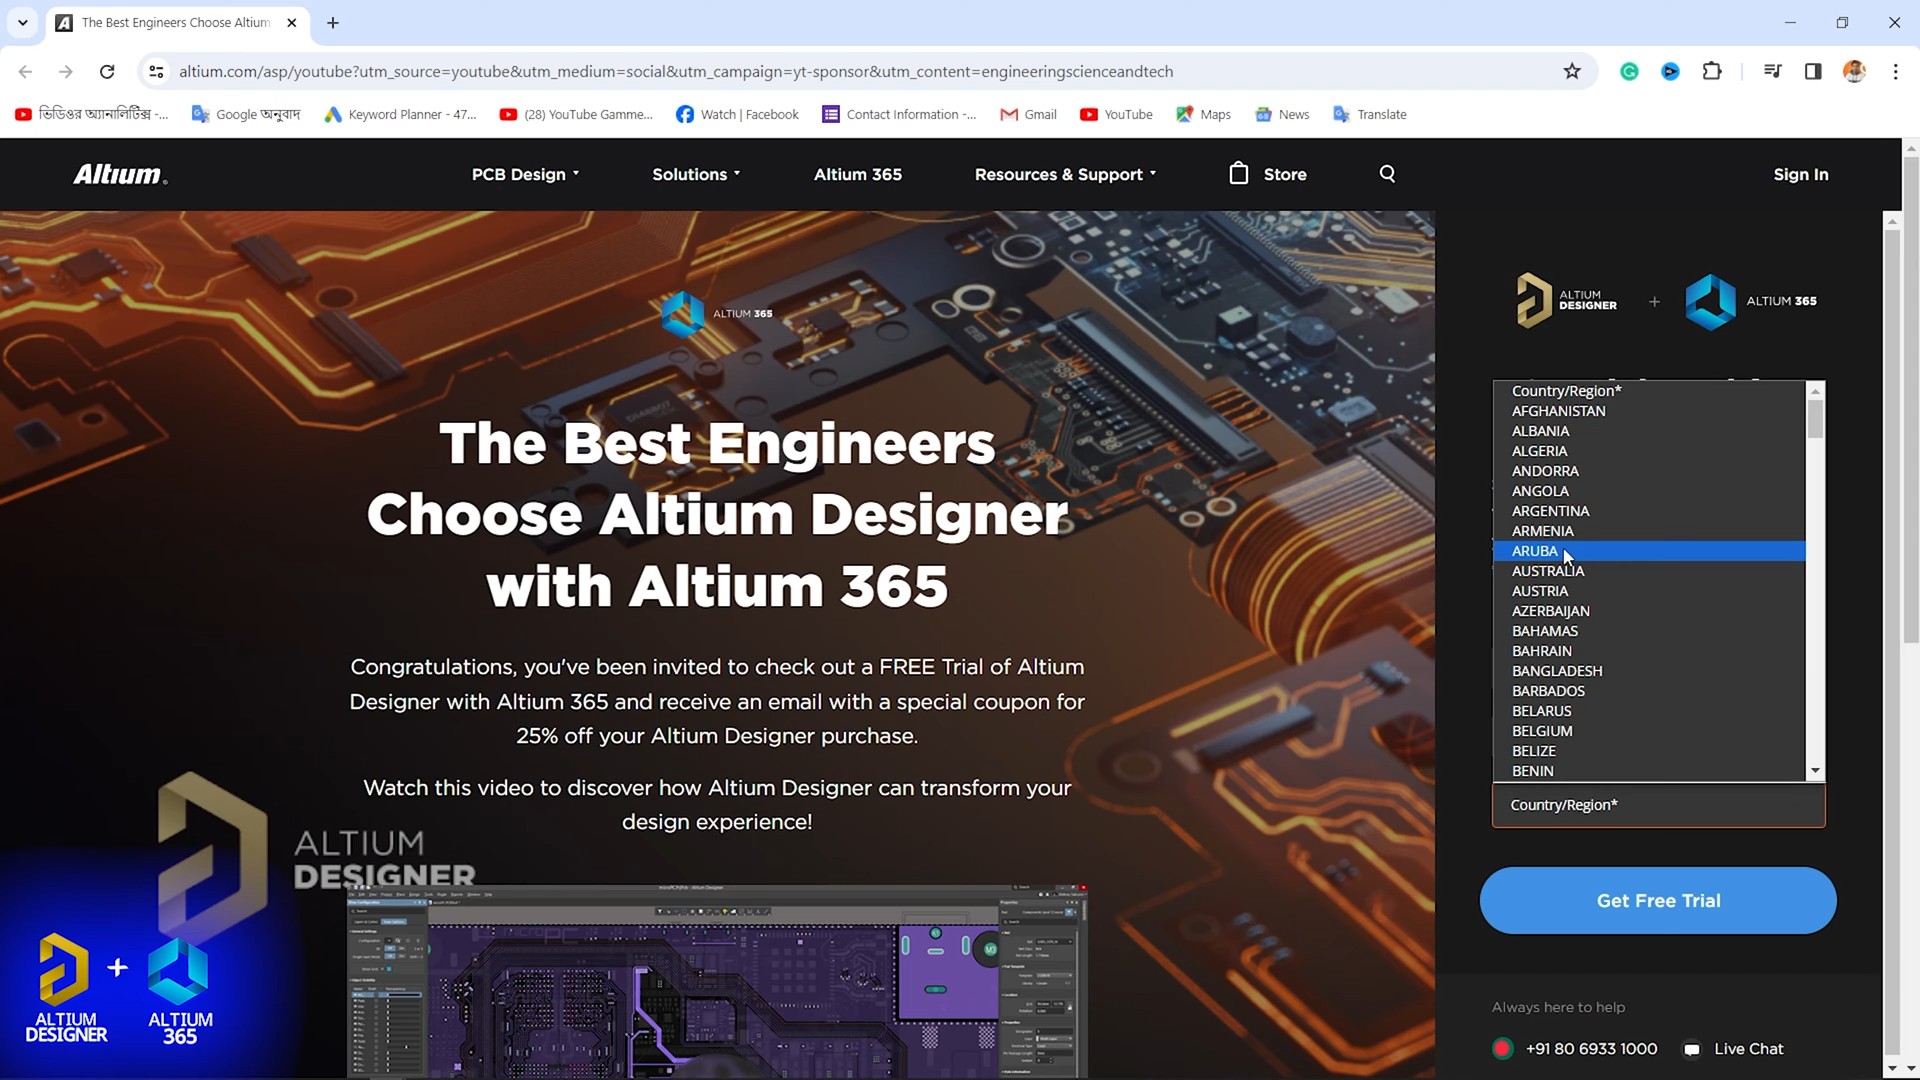 The Best Engineers Choose Altium
altium.com/asp/youtube?utm_source=youtube&utm_medium=social&utm_campaign=yt-sponsor&utm_content=engineeringscienceandtech
ভিডিওর অ্যানালিটিক্স -...
Google অনুবাদ
Keyword Planner - 47...
(28) YouTube Gamme...
Watch | Facebook
Contact Information -...
Gmail
YouTube
Maps
News
Translate
Altium
PCB Design
Solutions
Altium 365
Resources & Support
Store
Sign In
ALTIUM 365
The Best Engineers
Choose Altium Designer
with Altium 365
Congratulations, you've been invited to check out a FREE Trial of Altium
Designer with Altium 365 and receive an email with a special coupon for
25% off your Altium Designer purchase.
Watch this video to discover how Altium Designer can transform your
design experience!
ALTIUM
DESIGNER
ALTIUM
DESIGNER
+
ALTIUM
365
ALTIUM
DESIGNER
+
ALTIUM 365
Country/Region*
AFGHANISTAN
ALBANIA
ALGERIA
ANDORRA
ANGOLA
ARGENTINA
ARMENIA
ARUBA
AUSTRALIA
AUSTRIA
AZERBAIJAN
BAHAMAS
BAHRAIN
BANGLADESH
BARBADOS
BELARUS
BELGIUM
BELIZE
BENIN
Country/Region*
Get Free Trial
Always here to help
+91 80 6933 1000
Live Chat